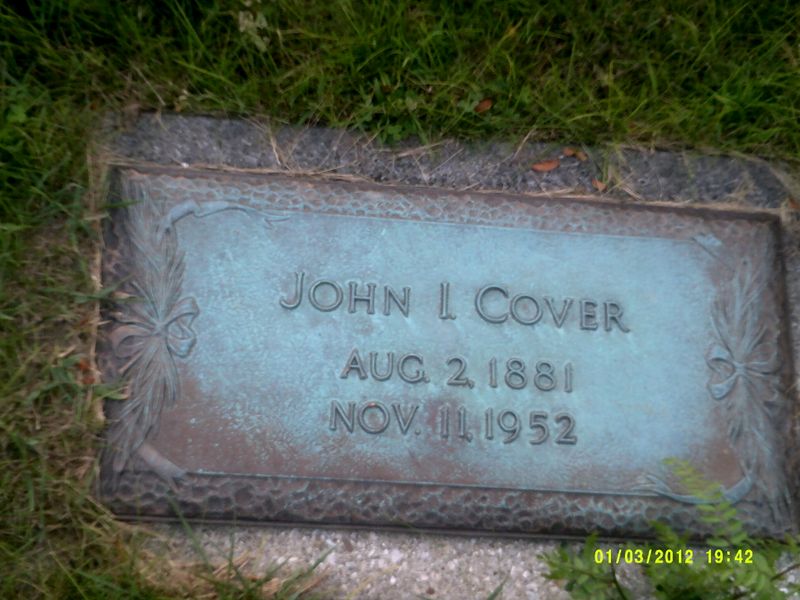 JOHN I. COVER
AUG. 2, 1881
NOV. 11, 1952
01/03/2012 19:42